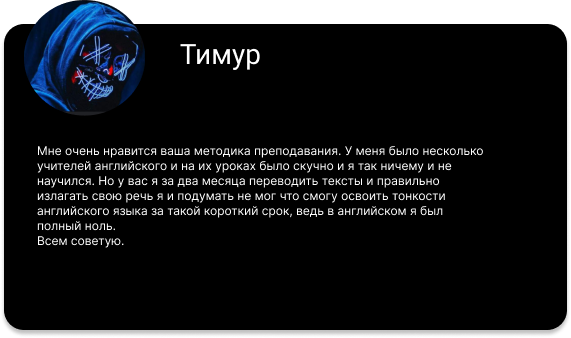 Тимур
Мне очень нравится ваша методика преподавания. У меня было несколько
учителей английского и на их уроках было скучно и я так ничему и не
научился. Но у вас я за два месяца переводить тексты и правильно
излагать свою речь я и подумать не мог что смогу освоить тонкости
английского языка за такой короткий срок, ведь в английском я был
полный ноль.
Всем советую.